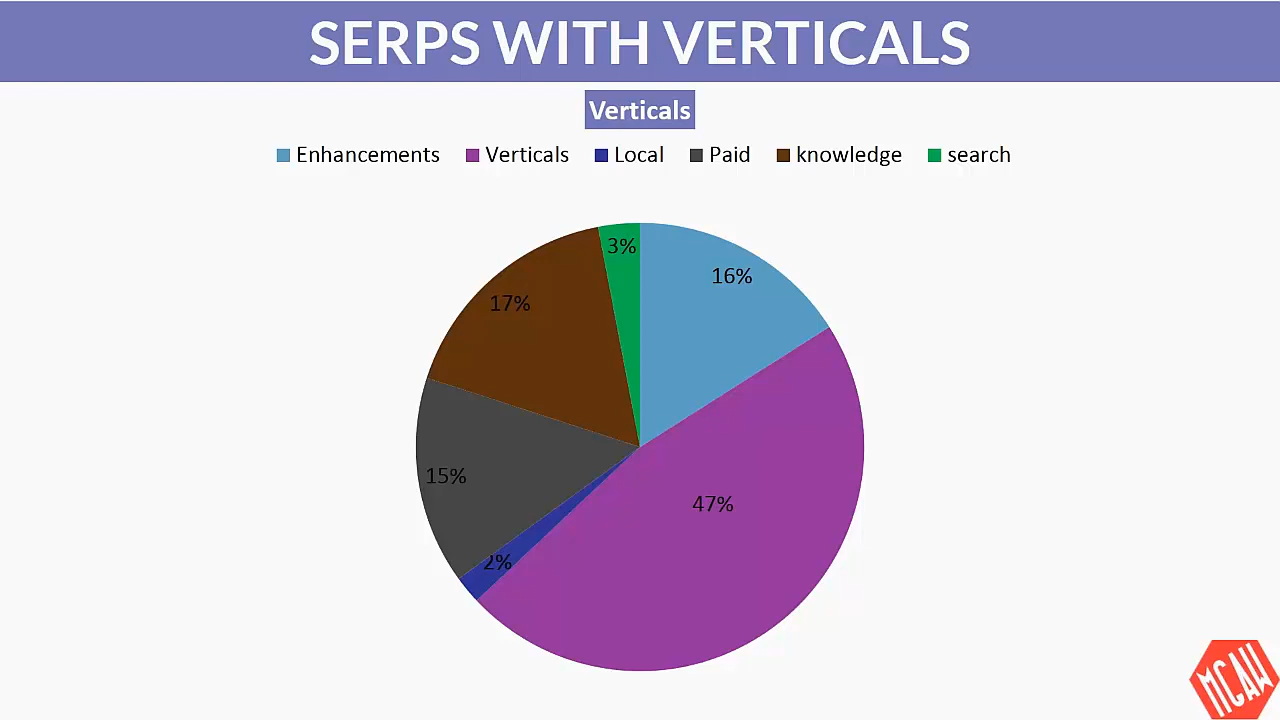 SERPS WITH VERTICALS
Verticals
Enhancements Verticals Local Paid knowledge search
3%
16%
17%
15%
47%
2%
MCAW